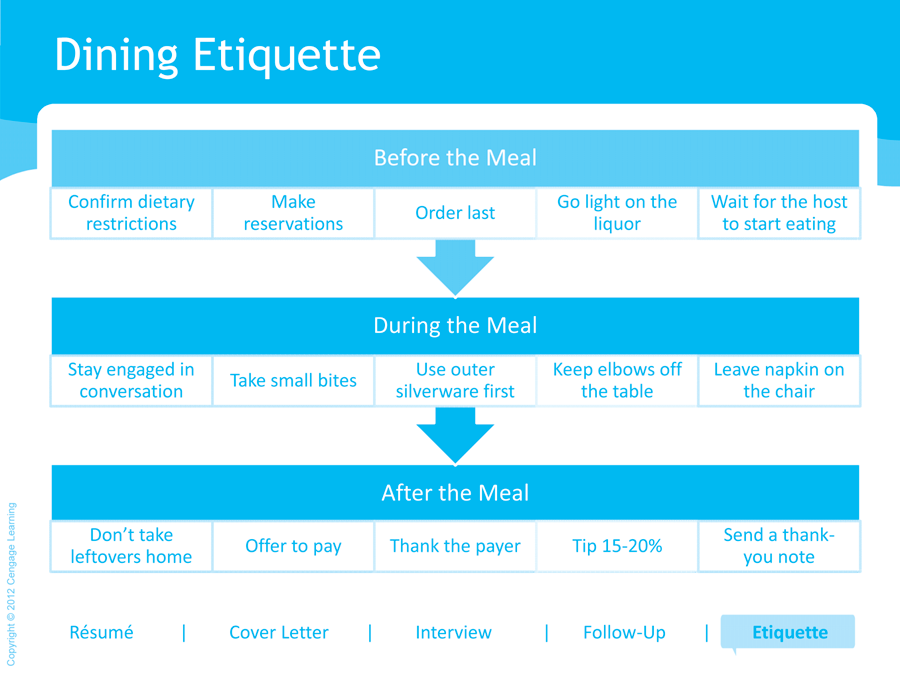 Dining Etiquette
Before the Meal
Confirm dietary
restrictions
Make
reservations
Order last
Go light on the
liquor
Wait for the host
to start eating
During the Meal
Stay engaged in
conversation
Take small bites
Use outer
silverware first
Keep elbows off
the table
Leave napkin on
the chair
After the Meal
Don’t take
leftovers home
Offer to pay
Thank the payer
Tip 15-20%
Send a thank-
you note
Résumé | Cover Letter | Interview | Follow-Up | Etiquette
Copyright © 2012 Cengage Learning